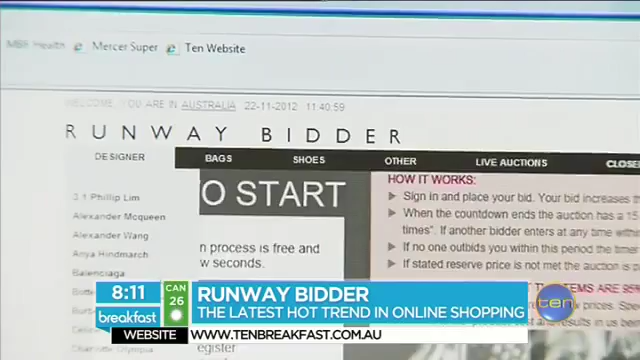 MBF Health Mercer Super Ten Website
WELCOME, YOU ARE IN AUSTRALIA 22-11-2012 11:40:59
RUNWAY BIDDER
DESIGNER BAGS SHOES OTHER LIVE AUCTIONS CLOSE
3.1 Phillip Lim
Alexander Mcqueen
Alexander Wang
Anya Hindmarch
Balenciaga
O START
n process is free and
w seconds.
egister
HOW IT WORKS:
Sign in and place your bid. Your bid increases th
When the countdown ends the auction has a 15
times". If another bidder enters at any time within
If no one outbids you within this period the time
If stated reserve price is not met the auction is
8:11
CAN
26
breakfast
WEBSITE
RUNWAY BIDDER
THE LATEST HOT TREND IN ONLINE SHOPPING
WWW.TENBREAKFAST.COM.AU
ten